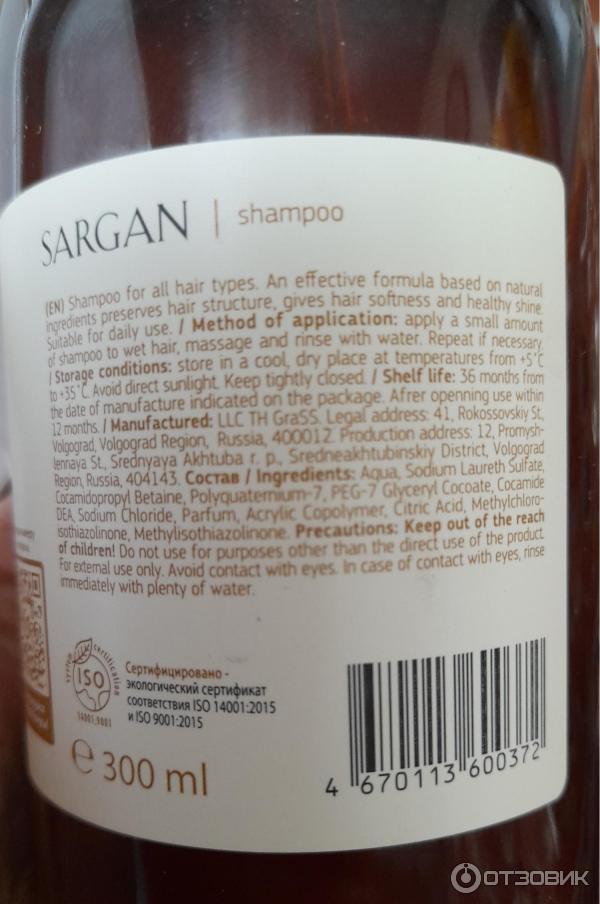 SARGAN | shampoo
(EN) Shampoo for all hair types. An effective formula based on natural
ingredients preserves hair structure, gives hair softness and healthy shine.
Suitable for daily use. / Method of application: apply a small amount
of shampoo to wet hair, massage and rinse with water. Repeat if necessary.
/ Storage conditions: store in a cool, dry place at temperatures from +5°C
to +35°C. Avoid direct sunlight. Keep tightly closed. / Shelf life: 36 months from
the date of manufacture indicated on the package. Afrer openning use within
12 months. / Manufactured: LLC TH GraSS. Legal address: 41, Rokossovskiy St,
Volgograd, Volgograd Region, Russia, 400012. Production address: 12, Promysh-
lennaya St., Srednyaya Akhtuba r. p., Sredneakhtubinskiy District, Volgograd
Region, Russia, 404143. Состав / Ingredients: Aqua, Sodium Laureth Sulfate,
Cocamidopropyl Betaine, Polyquaternium-7, PEG-7 Glyceryl Cocoate, Cocamide
DEA, Sodium Chloride, Parfum, Acrylic Copolymer, Citric Acid, Methylchloro-
isothiazolinone, Methylisothiazolinone. Precautions: Keep out of the reach
of children! Do not use for purposes other than the direct use of the product.
For external use only. Avoid contact with eyes. In case of contact with eyes, rinse
immediately with plenty of water.
system certification
ISO
14001,9001
Сертифицировано -
экологический сертификат
соответствия ISO 14001:2015
и ISO 9001:2015
℮ 300 ml
4 670113 600372
ОТЗОВИК